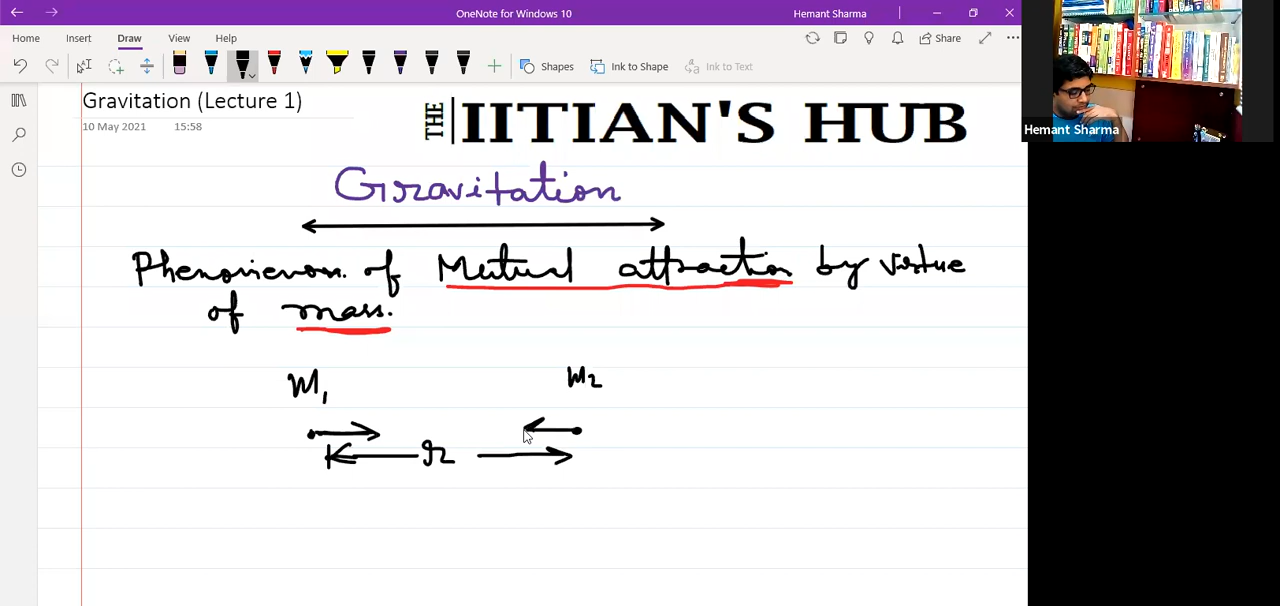 OneNote for Windows 10
Hemant Sharma
Home Insert Draw View Help
Share
Shapes Ink to Shape Ink to Text
Gravitation (Lecture 1)
10 May 2021 15:58
THE IITIAN'S HUB
Hemant Sharma
Gravitation
Phenomenon. of Mutual attraction by virtue
of mass.
M1 M2
r